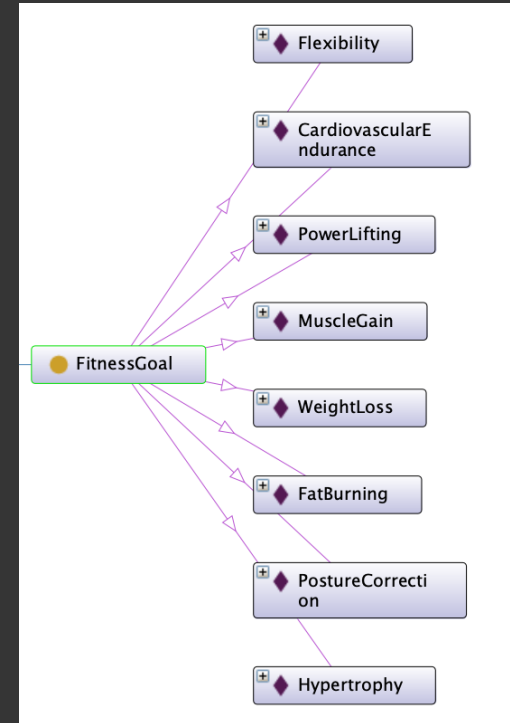 Flexibility
CardiovascularE
ndurance
PowerLifting
MuscleGain
FitnessGoal
WeightLoss
FatBurning
PostureCorrecti
on
Hypertrophy